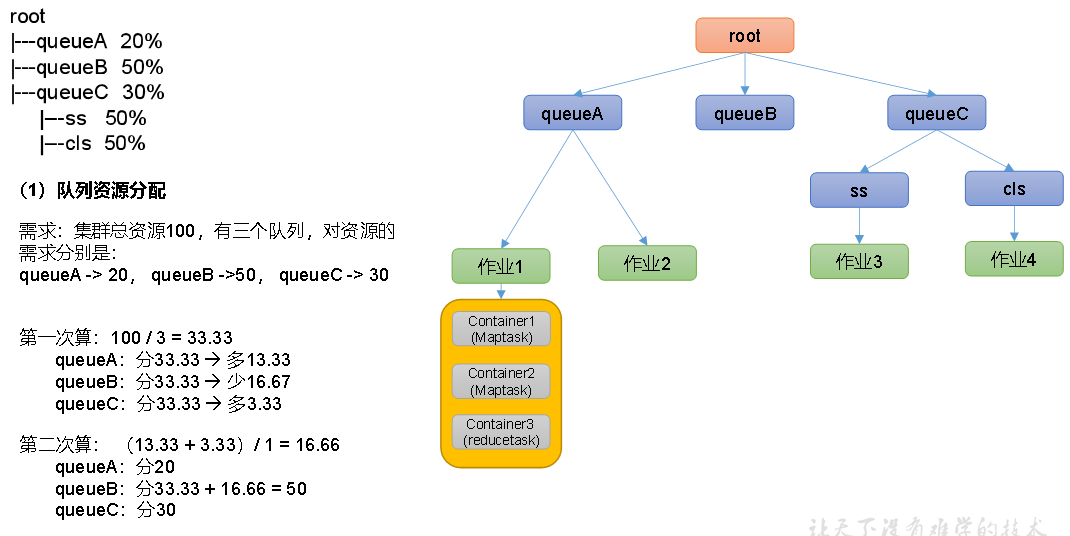 root
|---queueA 20%
|---queueB 50%
|---queueC 30%
|---ss 50%
|---cls 50%
（1）队列资源分配
需求：集群总资源100，有三个队列，对资源的
需求分别是：
queueA -> 20， queueB ->50， queueC -> 30
第一次算：100 / 3 = 33.33
queueA：分33.33 → 多13.33
queueB：分33.33 → 少16.67
queueC：分33.33 → 多3.33
第二次算： （13.33 + 3.33）/ 1 = 16.66
queueA：分20
queueB：分33.33 + 16.66 = 50
queueC：分30
root
queueA
queueB
queueC
ss
cls
作业1
作业2
作业3
作业4
Container1
(Maptask)
Container2
(Maptask)
Container3
(reducetask)
让天下没有难学的技术